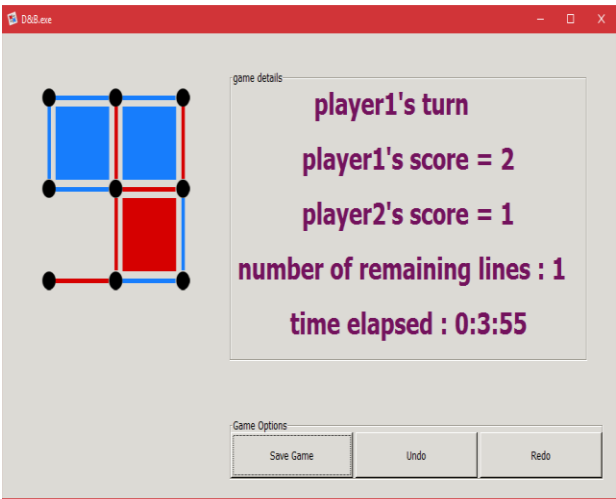 D&B.exe
game details
player1's turn
player1's score = 2
player2's score = 1
number of remaining lines : 1
time elapsed : 0:3:55
Game Options
Save Game Undo Redo